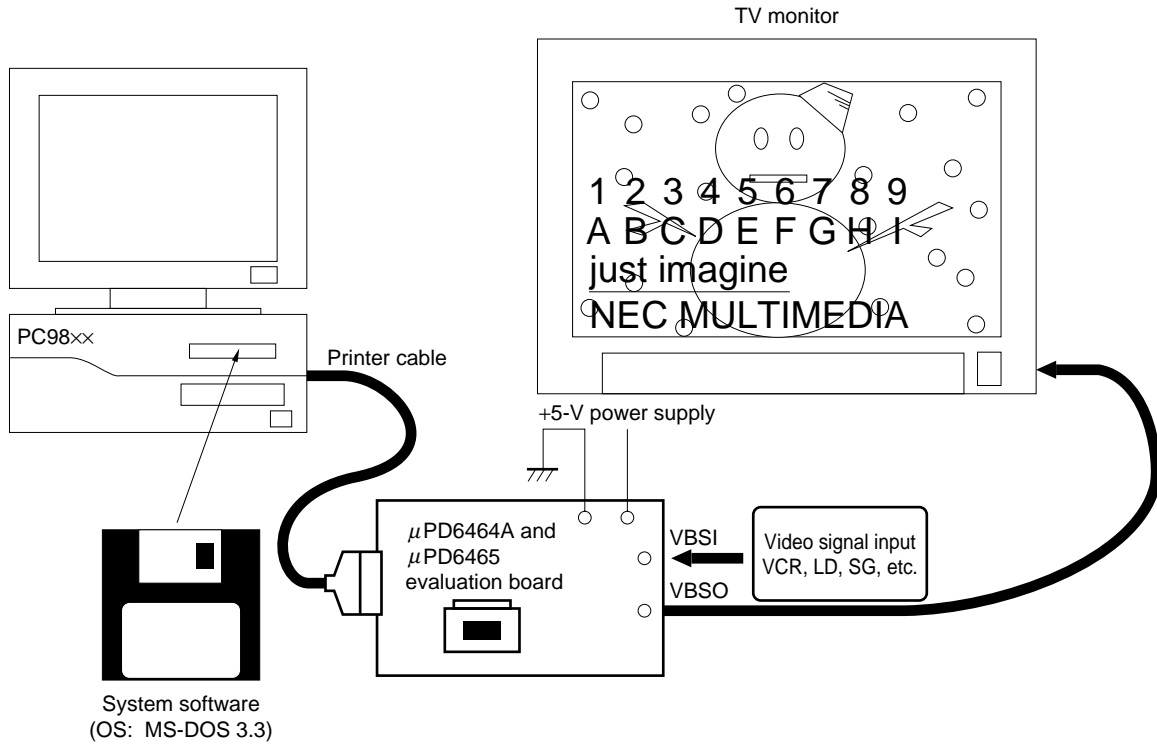 TV monitor
1 2 3 4 5 6 7 8 9
A B C D E F G H I
just imagine
NEC MULTIMEDIA
PC98××
Printer cable
+5-V power supply
μPD6464A and
μPD6465
evaluation board
VBSI
VBSO
Video signal input
VCR, LD, SG, etc.
System software
(OS: MS-DOS 3.3)